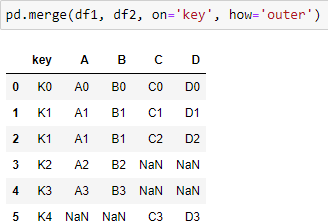 pd.merge(df1, df2, on='key', how='outer')
key A B C D
0 K0 A0 B0 C0 D0
1 K1 A1 B1 C1 D1
2 K1 A1 B1 C2 D2
3 K2 A2 B2 NaN NaN
4 K3 A3 B3 NaN NaN
5 K4 NaN NaN C3 D3